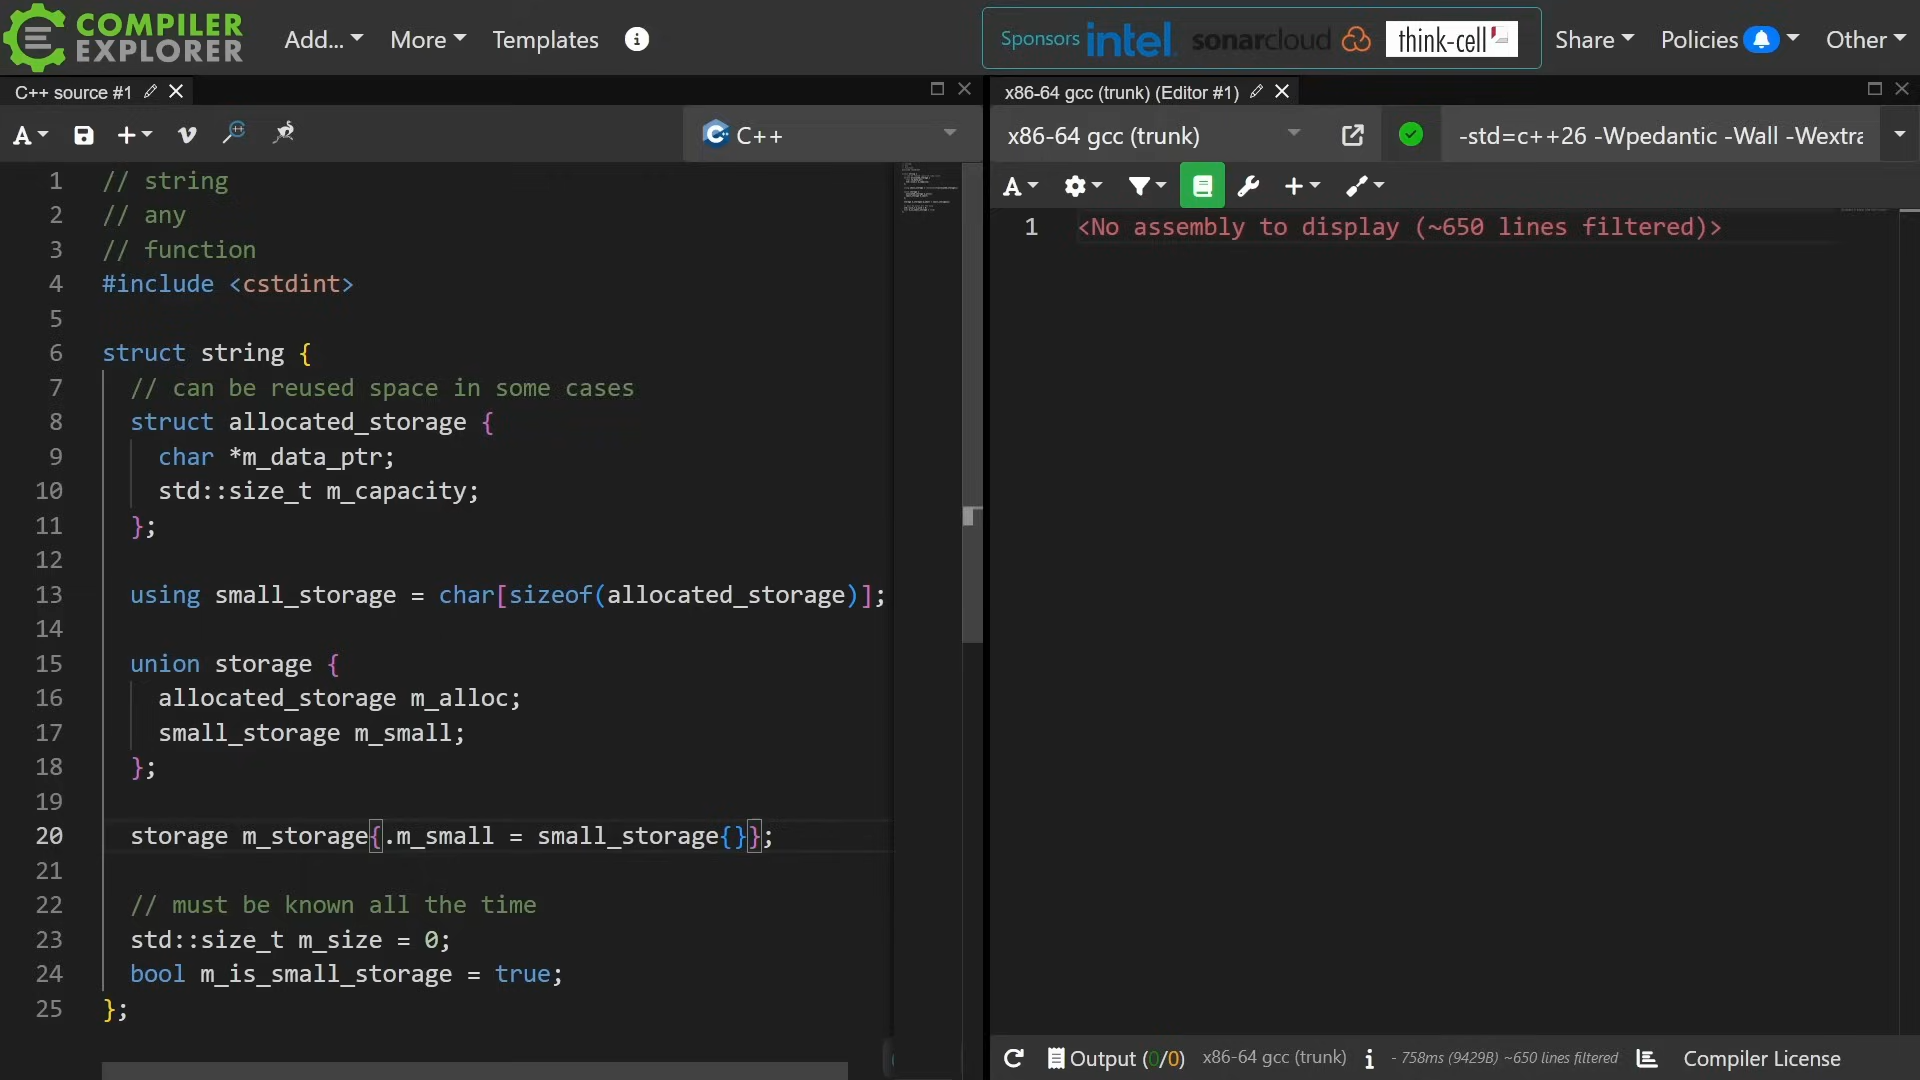 COMPILER
EXPLORER
Add...
More
Templates
Sponsors
intel.
sonarcloud
think-cell
Share
Policies
Other
C++ source #1
A
C++
1 // string
2 // any
3 // function
4 #include <cstdint>
5
6 struct string {
7 // can be reused space in some cases
8 struct allocated_storage {
9 char *m_data_ptr;
10 std::size_t m_capacity;
11 };
12
13 using small_storage = char[sizeof(allocated_storage)];
14
15 union storage {
16 allocated_storage m_alloc;
17 small_storage m_small;
18 };
19
20 storage m_storage{.m_small = small_storage{}};
21
22 // must be known all the time
23 std::size_t m_size = 0;
24 bool m_is_small_storage = true;
25 };
x86-64 gcc (trunk) (Editor #1)
x86-64 gcc (trunk)
-std=c++26 -Wpedantic -Wall -Wextra
A
1 <No assembly to display (~650 lines filtered)>
Output (0/0) x86-64 gcc (trunk) i - 758ms (9429B) ~650 lines filtered Compiler License